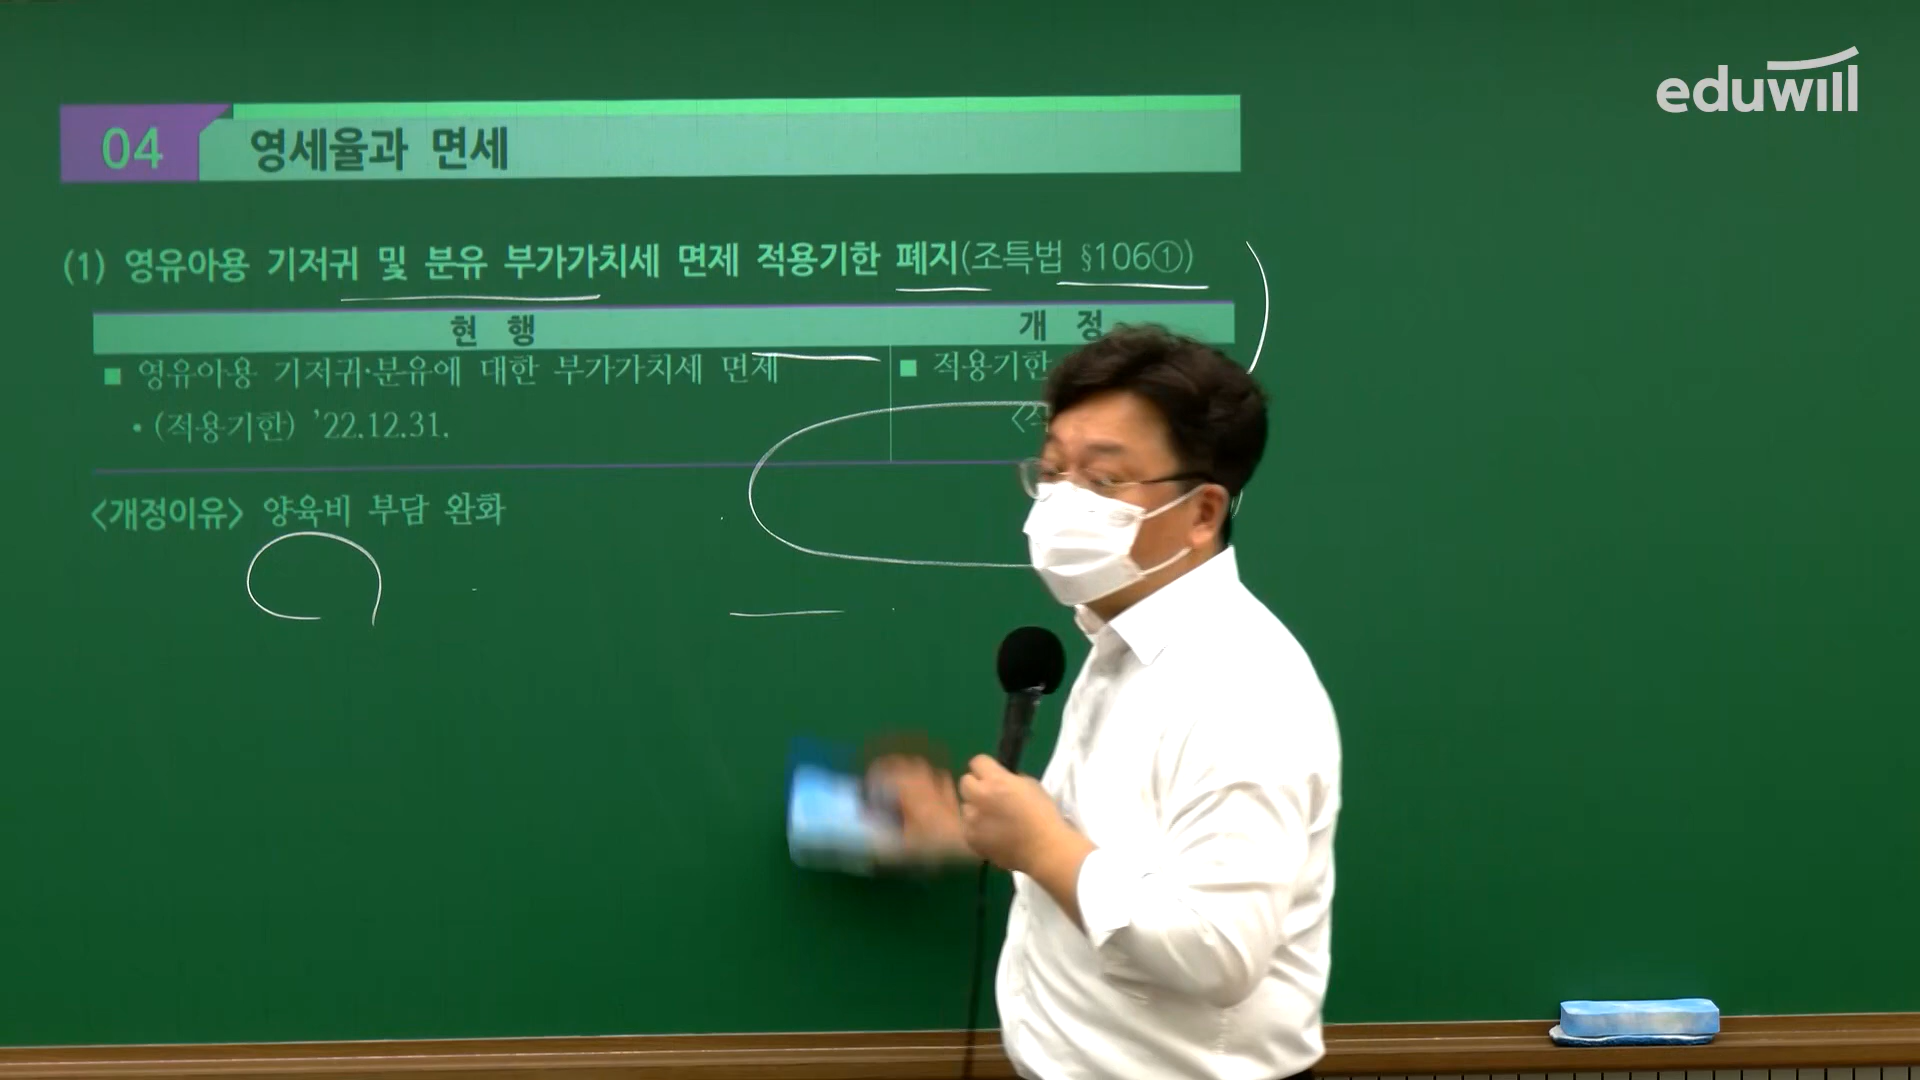 eduwill
04 영세율과 면세
(1) 영유아용 기저귀 및 분유 부가가치세 면제 적용기한 폐지(조특법 §106①)
현 행 개 정
■ 영유아용 기저귀·분유에 대한 부가가치세 면제 ■ 적용기한
• (적용기한) ’22.12.31.
<개정이유> 양육비 부담 완화